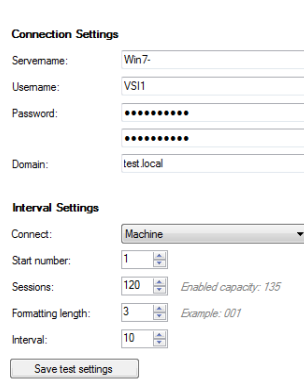 Connection Settings
Servername: Win7-
Username: VSI1
Password: ●●●●●●●●●●
●●●●●●●●●●
Domain: test.local
Interval Settings
Connect: Machine
Start number: 1
Sessions: 120 Enabled capacity: 135
Formatting length: 3 Example: 001
Interval: 10
Save test settings